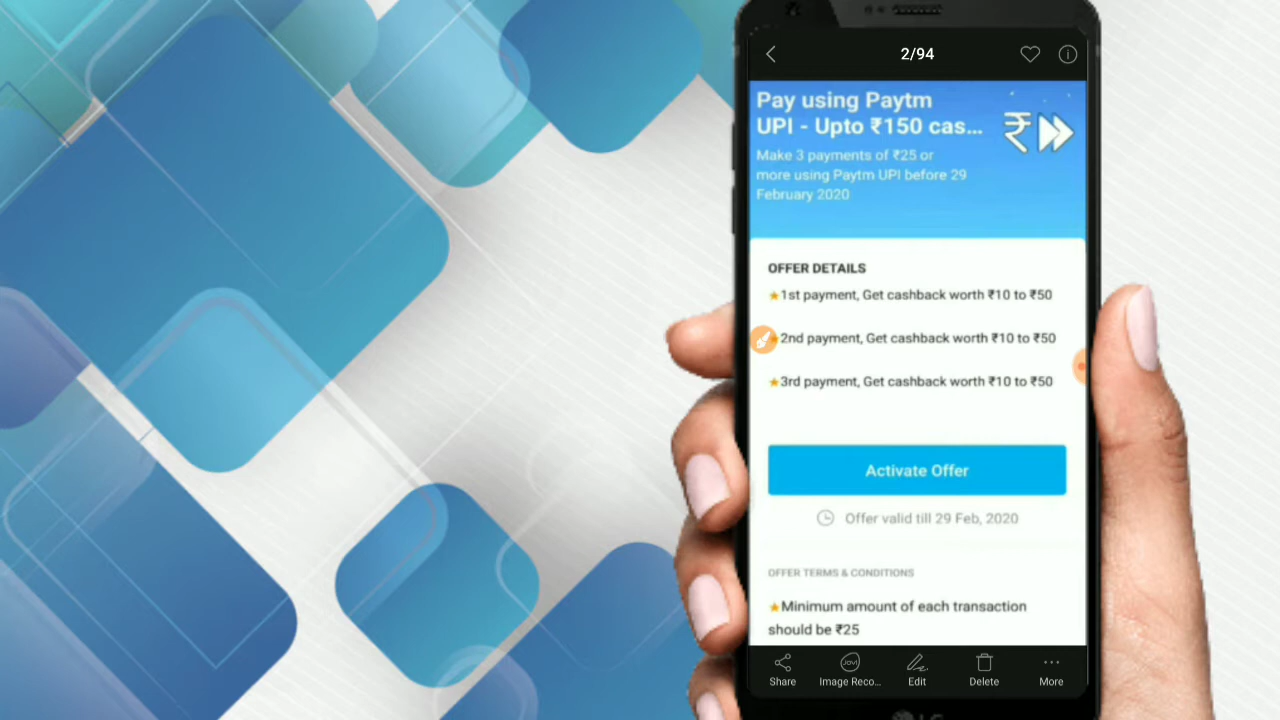 2/94
Pay using Paytm
UPI - Upto ₹150 cas...
Make 3 payments of ₹25 or
more using Paytm UPI before 29
February 2020
OFFER DETAILS
1st payment, Get cashback worth ₹10 to ₹50
2nd payment, Get cashback worth ₹10 to ₹50
3rd payment, Get cashback worth ₹10 to ₹50
Activate Offer
Offer valid till 29 Feb, 2020
OFFER TERMS & CONDITIONS
Minimum amount of each transaction
should be ₹25
Share
Jovi
Image Reco...
Edit
Delete
More
LG